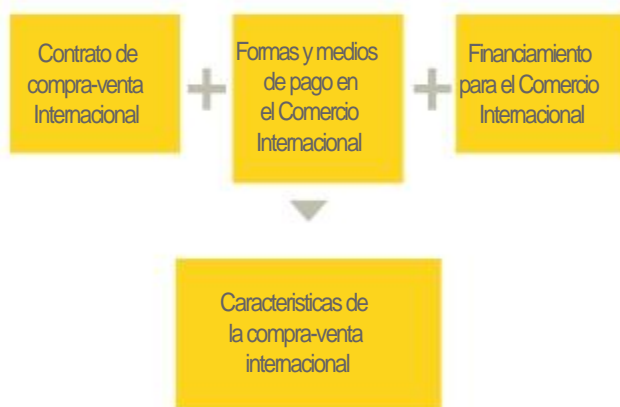 Contrato de
compra-venta
Internacional
+
Formas y medios
de pago en
el Comercio
Internacional
+
Financiamiento
para el Comercio
Internacional
Caracteristicas de
la compra-venta
internacional